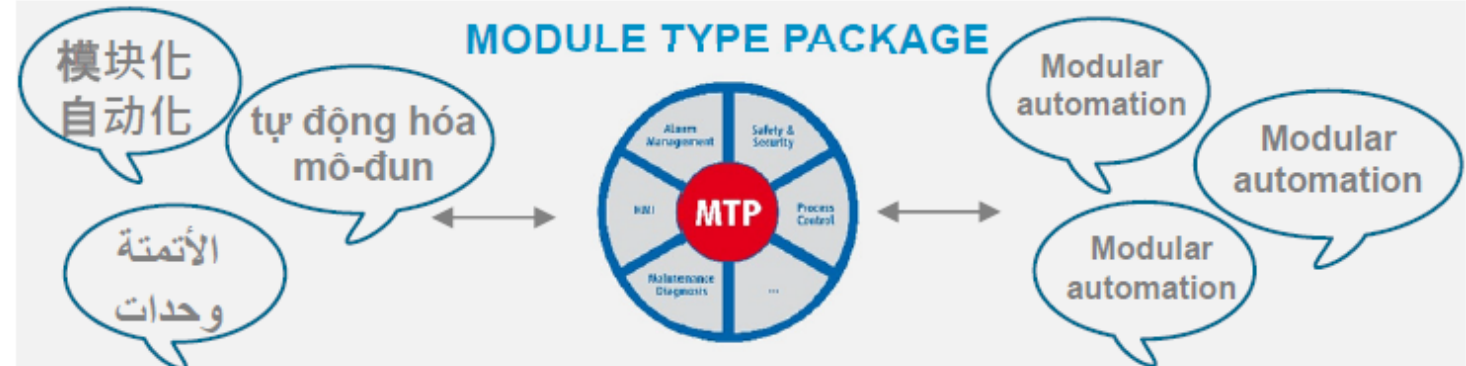 MODULE TYPE PACKAGE
模块化
自动化
tự động hóa
mô-đun
الأتمتة
وحدات
Alarm
Management
Safety &
Security
HMI
MTP
Process
Control
Maintenance
Diagnosis
...
Modular
automation
Modular
automation
Modular
automation